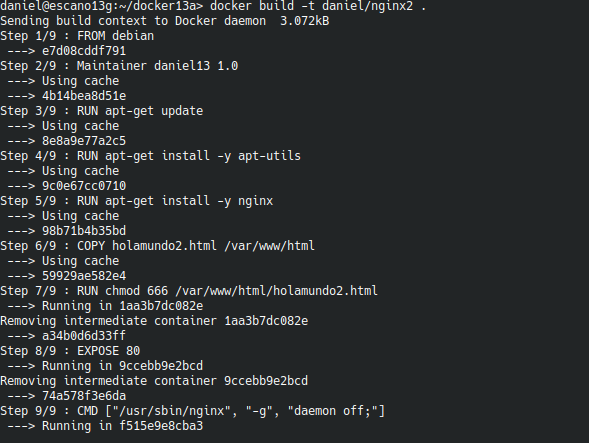 daniel@escano13g:~/docker13a> docker build -t daniel/nginx2 .
Sending build context to Docker daemon  3.072kB
Step 1/9 : FROM debian
 ---> e7d08cddf791
Step 2/9 : Maintainer daniel13 1.0
 ---> Using cache
 ---> 4b14bea8d51e
Step 3/9 : RUN apt-get update
 ---> Using cache
 ---> 8e8a9e77a2c5
Step 4/9 : RUN apt-get install -y apt-utils
 ---> Using cache
 ---> 9c0e67cc0710
Step 5/9 : RUN apt-get install -y nginx
 ---> Using cache
 ---> 98b71b4b35bd
Step 6/9 : COPY holamundo2.html /var/www/html
 ---> Using cache
 ---> 59929ae582e4
Step 7/9 : RUN chmod 666 /var/www/html/holamundo2.html
 ---> Running in 1aa3b7dc082e
Removing intermediate container 1aa3b7dc082e
 ---> a34b0d6d33ff
Step 8/9 : EXPOSE 80
 ---> Running in 9ccebb9e2bcd
Removing intermediate container 9ccebb9e2bcd
 ---> 74a578f3e6da
Step 9/9 : CMD ["/usr/sbin/nginx", "-g", "daemon off;"]
 ---> Running in f515e9e8cba3